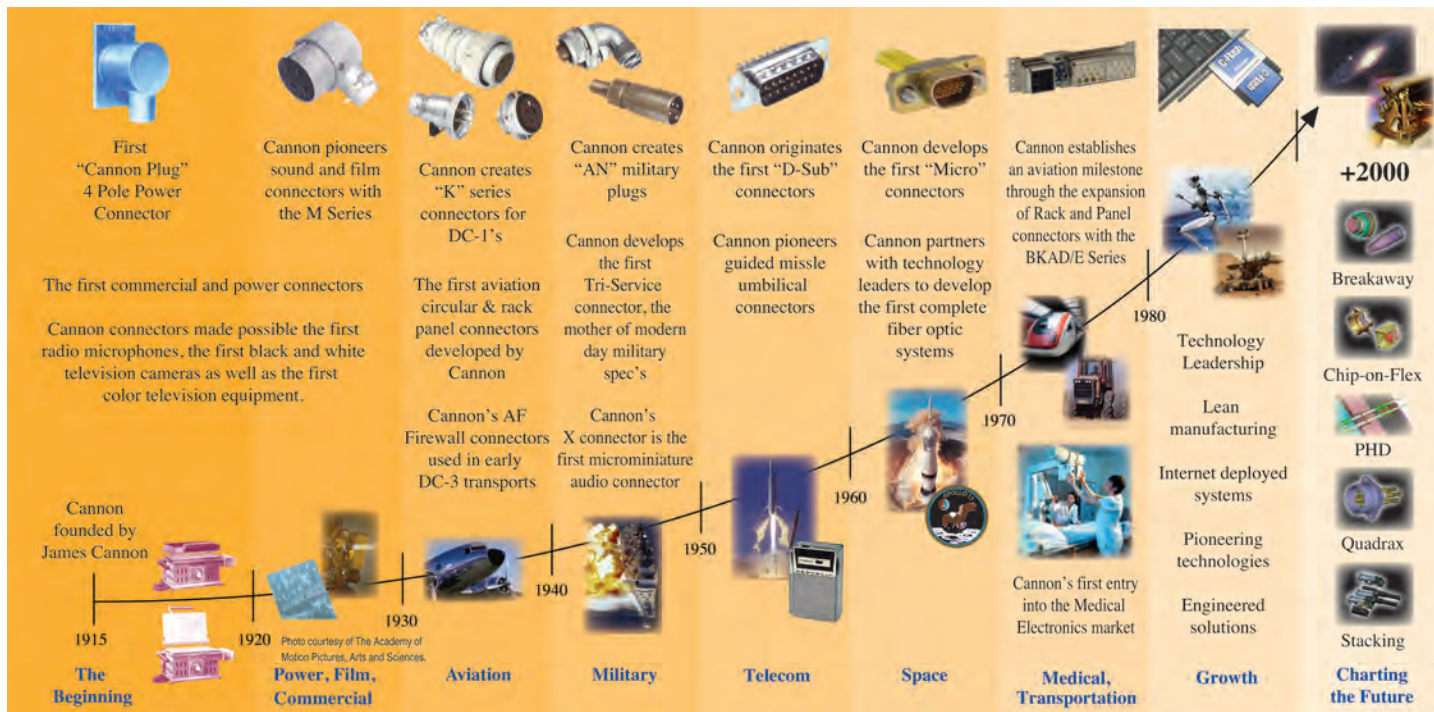 First
“Cannon Plug”
4 Pole Power
Connector
Cannon pioneers
sound and film
connectors with
the M Series
The first commercial and power connectors
Cannon connectors made possible the first
radio microphones, the first black and white
television cameras as well as the first
color television equipment.
Cannon creates
“K” series
connectors for
DC-1’s
The first aviation
circular & rack
panel connectors
developed by
Cannon
Cannon’s AF
Firewall connectors
used in early
DC-3 transports
Cannon creates
“AN” military
plugs
Cannon develops
the first
Tri-Service
connector, the
mother of modern
day military
spec’s
Cannon’s
X connector is the
first microminiature
audio connector
Cannon originates
the first “D-Sub”
connectors
Cannon pioneers
guided missle
umbilical
connectors
Cannon develops
the first “Micro”
connectors
Cannon partners
with technology
leaders to develop
the first complete
fiber optic
systems
APOLLO 11
Cannon establishes
an aviation milestone
through the expansion
of Rack and Panel
connectors with the
BKAD/E Series
Cannon’s first entry
into the Medical
Electronics market
C-Flash
C-Flash
Technology
Leadership
Lean
manufacturing
Internet deployed
systems
Pioneering
technologies
Engineered
solutions
+2000
Breakaway
Chip-on-Flex
PHD
Quadrax
Stacking
Cannon
founded by
James Cannon
1915
1920
1930
1940
1950
1960
1970
1980
Photo courtesy of The Academy of
Motion Pictures, Arts and Sciences.
The
Beginning
Power, Film,
Commercial
Aviation
Military
Telecom
Space
Medical,
Transportation
Growth
Charting
the Future